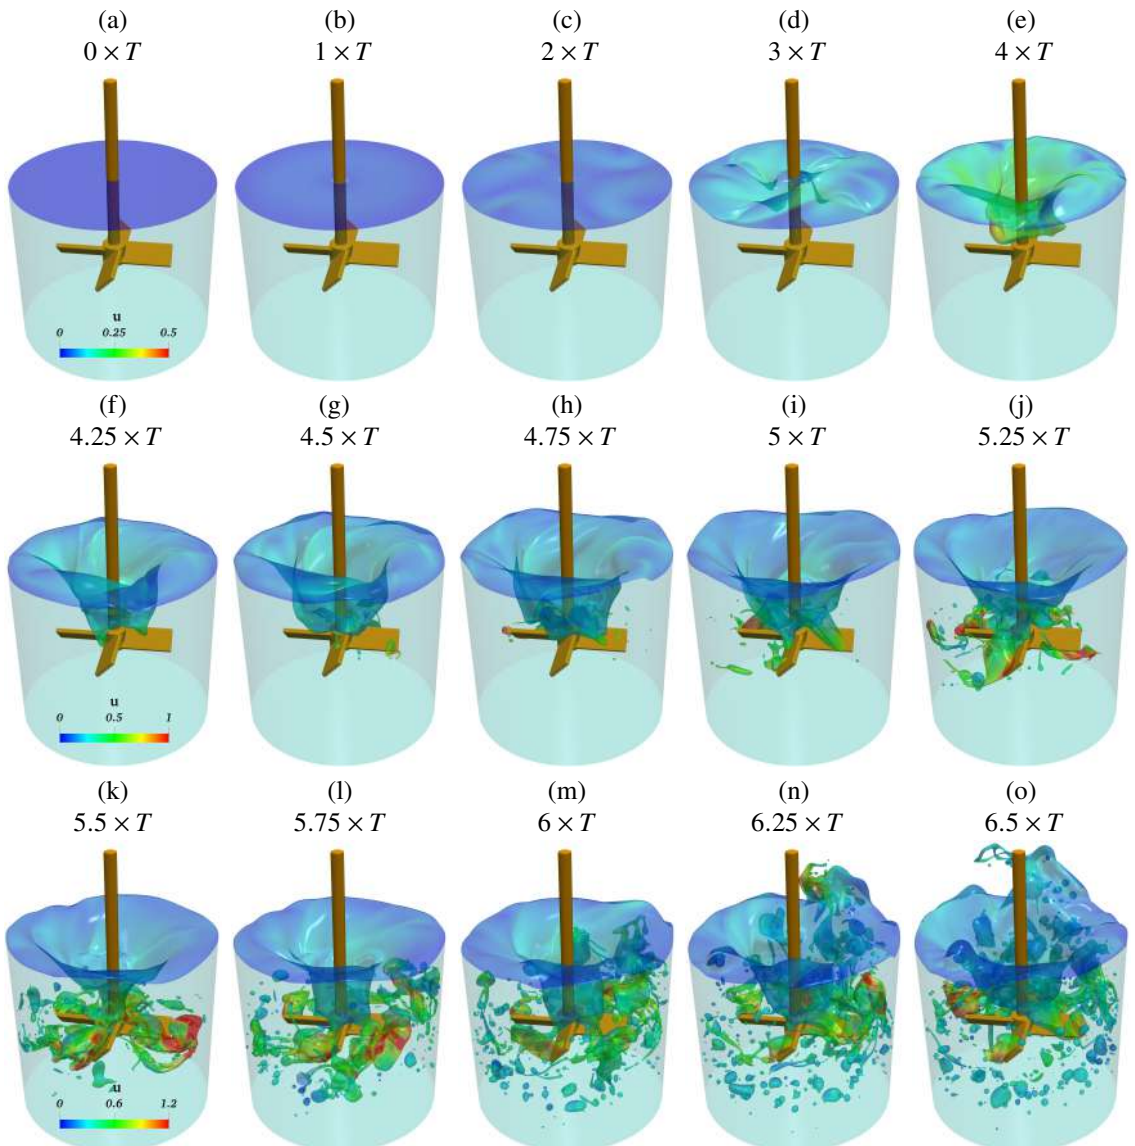 (a) (b) (c) (d) (e)
0 × T 1 × T 2 × T 3 × T 4 × T
u
0 0.25 0.5
(f) (g) (h) (i) (j)
4.25 × T 4.5 × T 4.75 × T 5 × T 5.25 × T
u
0 0.5 1
(k) (l) (m) (n) (o)
5.5 × T 5.75 × T 6 × T 6.25 × T 6.5 × T
u
0 0.6 1.2